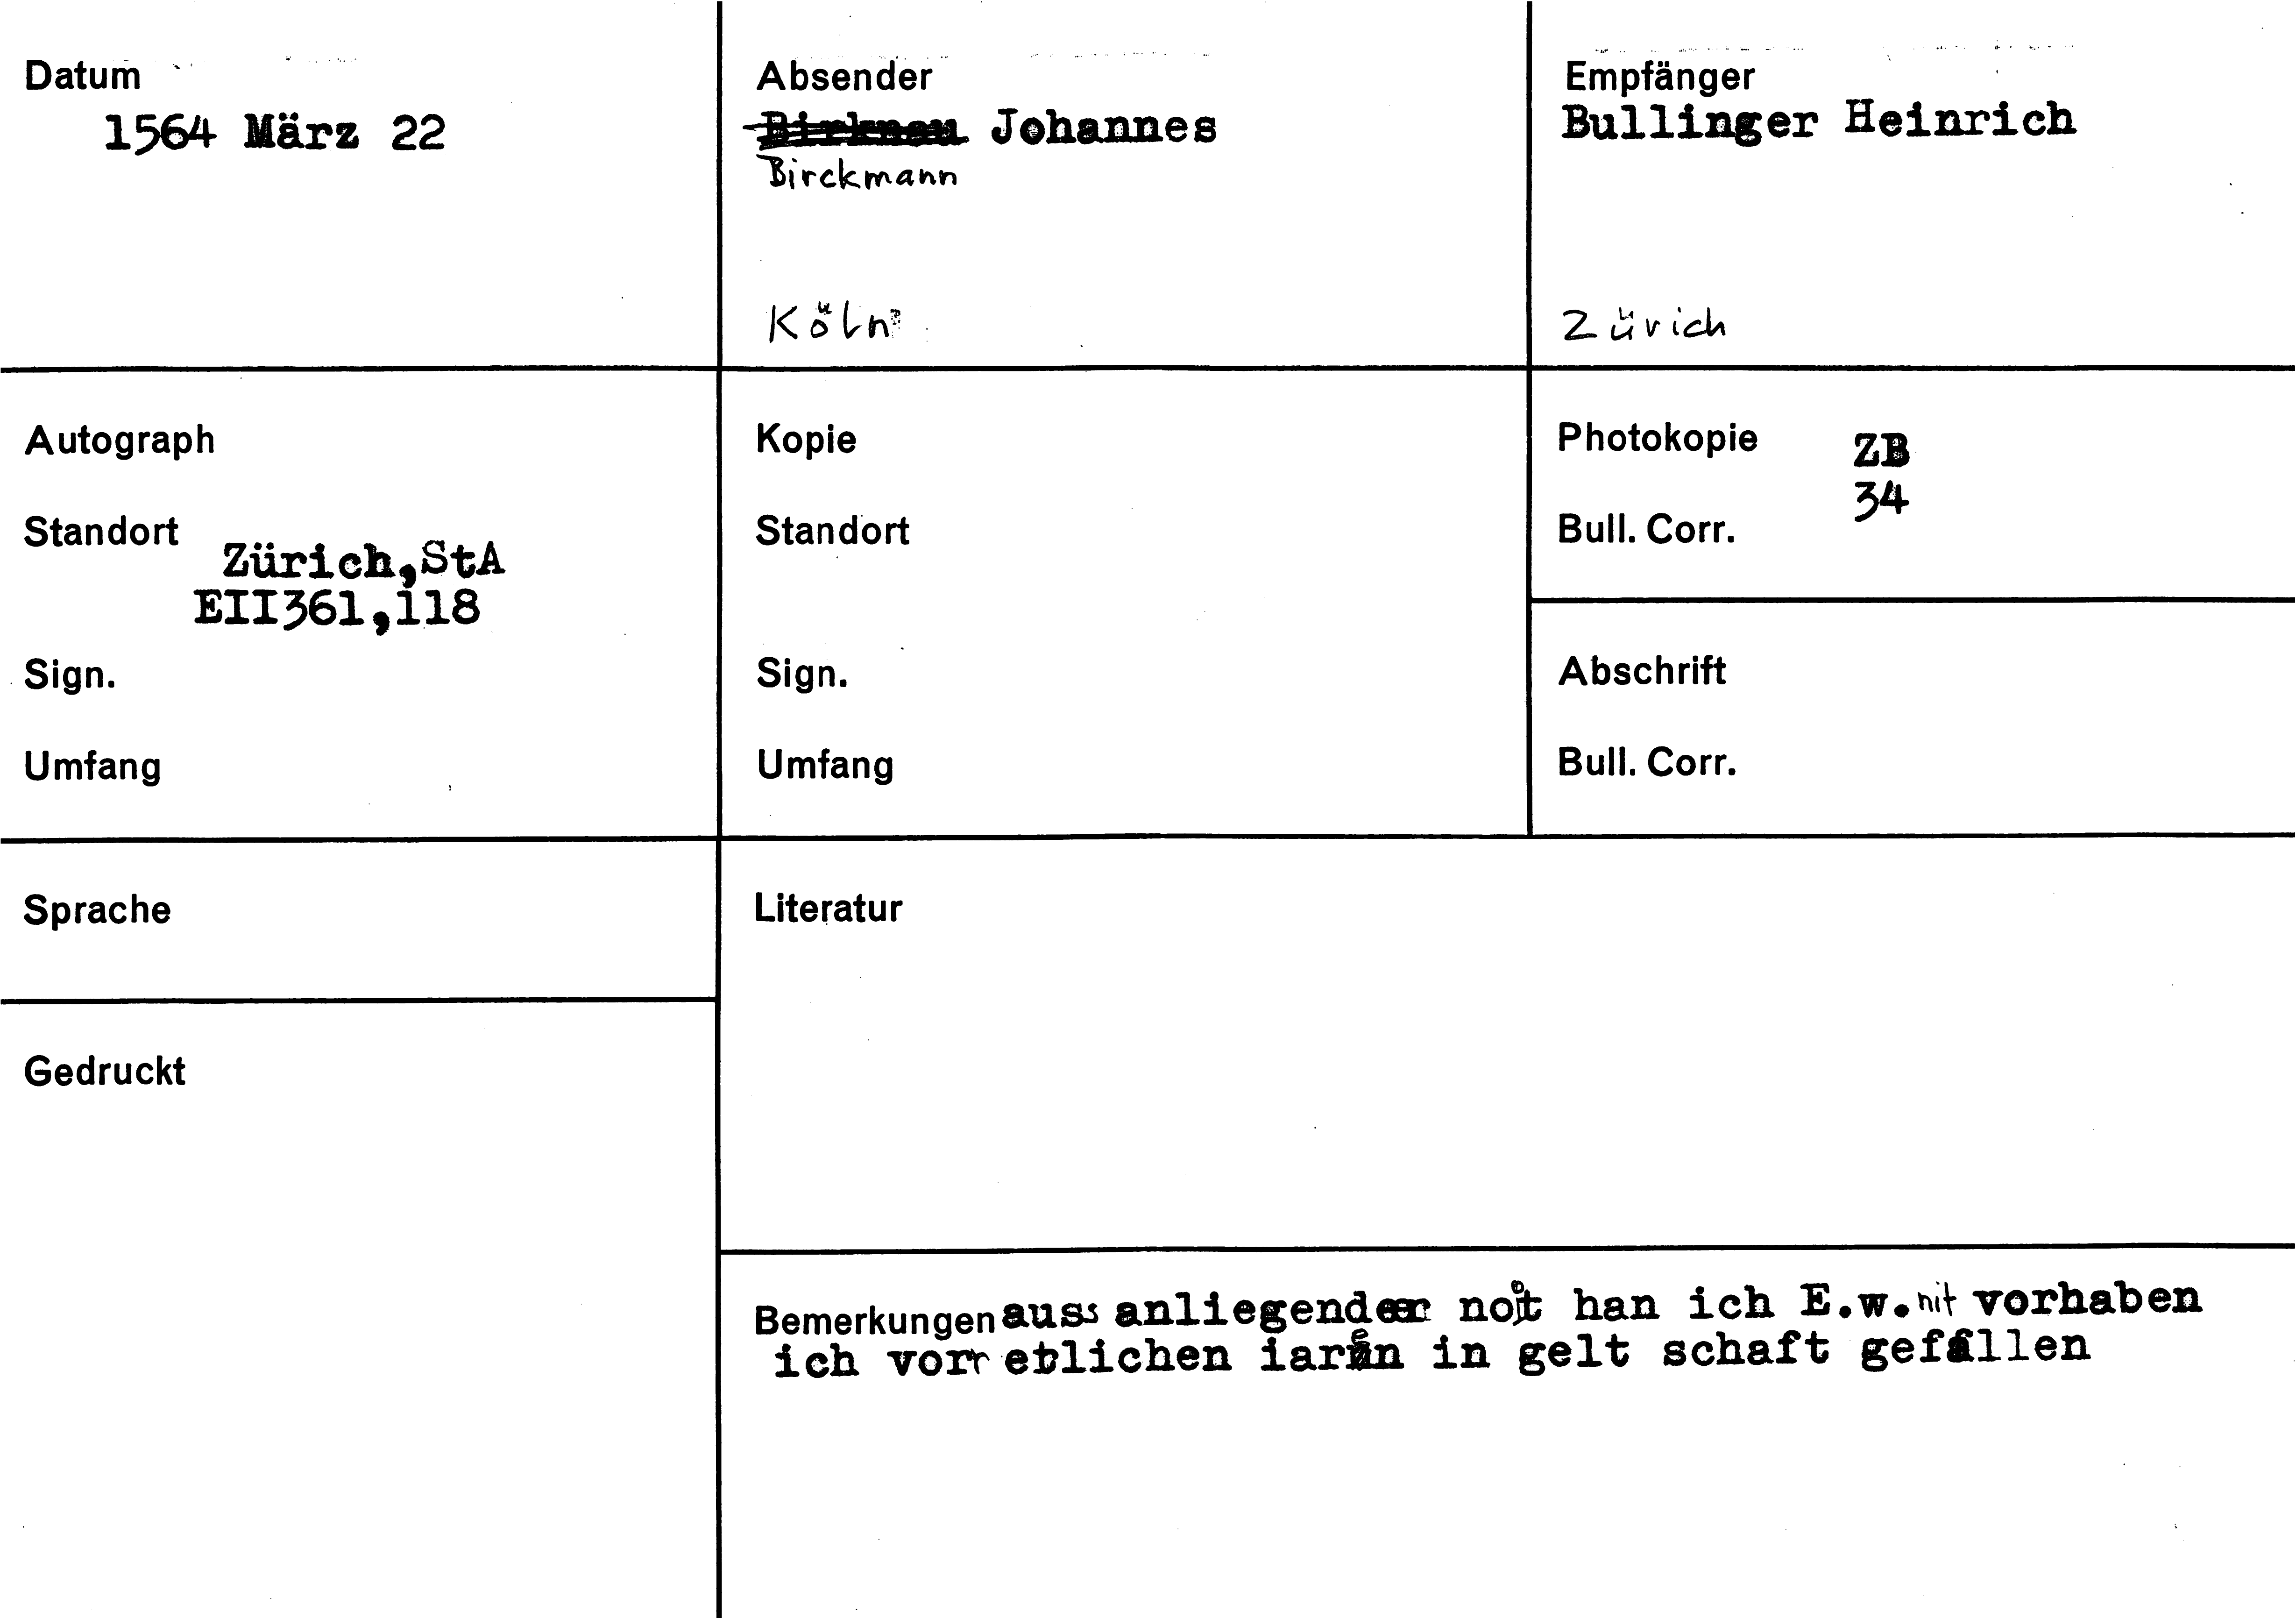 Datum
1564 März 22
Absender
Birknau Johannes
Birckmann
Köln
Empfänger
Bullinger Heinrich
Zürich
Autograph
Standort
Zürich, StA
EII361,118
Sign.
Umfang
Kopie
Standort
Sign.
Umfang
Photokopie ZB
34
Bull. Corr.
Abschrift
Bull. Corr.
Sprache
Gedruckt
Literatur
Bemerkungen auss anliegender not han ich E.w. nit vorhaben
ich vorr etlichen iaren in gelt schaft gefallen